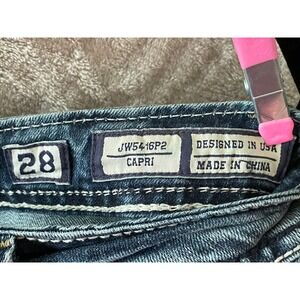 28
JW5416P2
CAPRI
DESIGNED IN USA
MADE IN CHINA